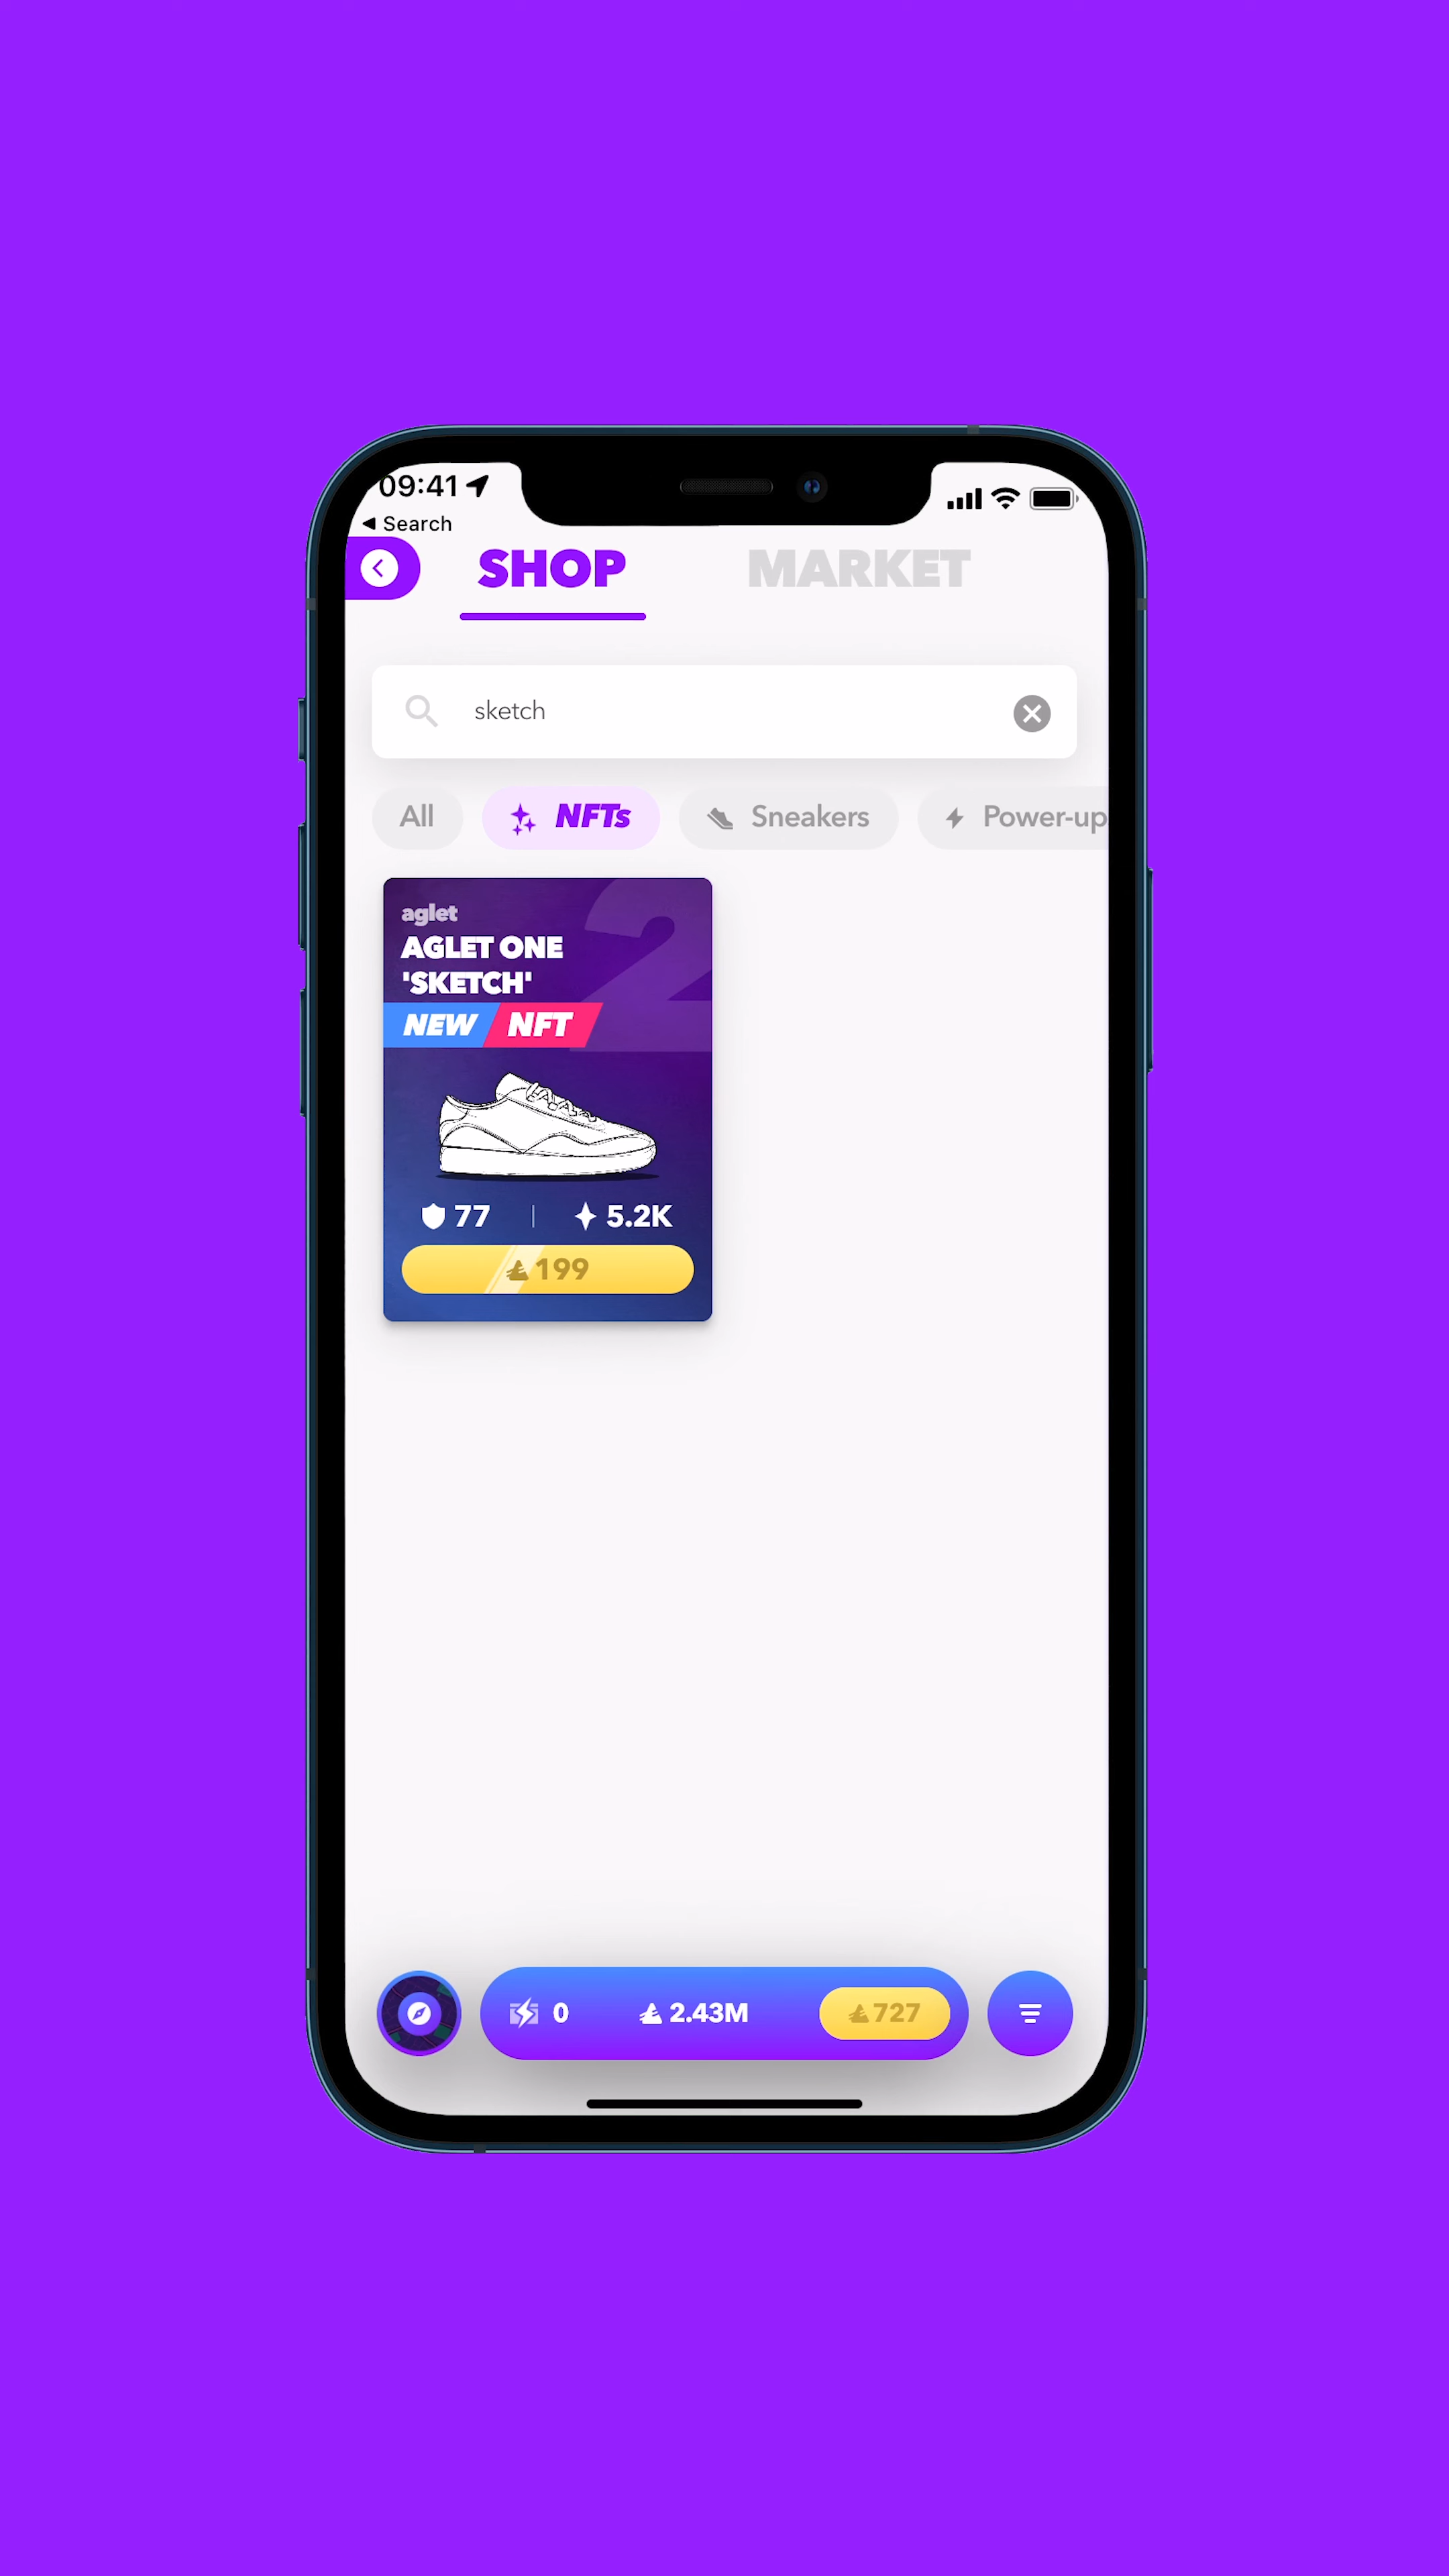 09:41
Search
SHOP
MARKET
sketch
All
NFTs
Sneakers
Power-up
2
aglet
AGLET ONE
'SKETCH'
NEW
NFT
77
5.2K
199
0
2.43M
727